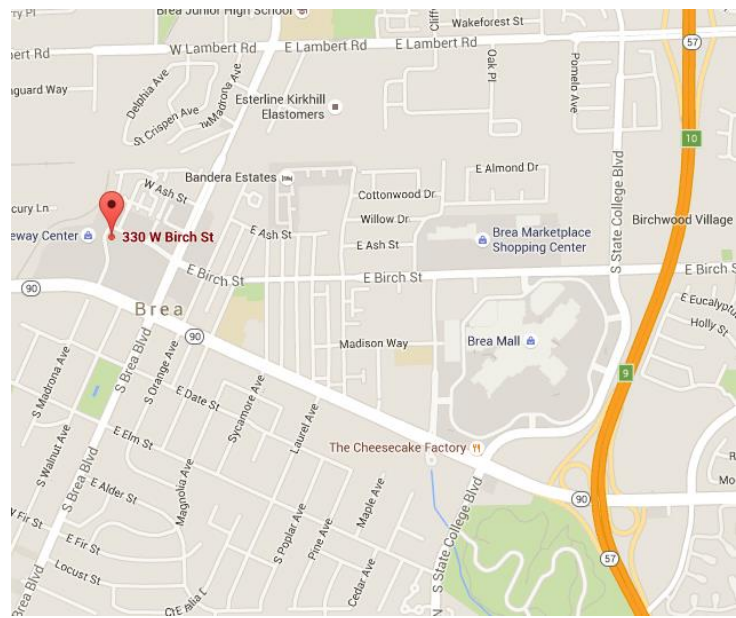 Brea Junior High School
Wakeforest St
W Lambert Rd
E Lambert Rd
E Lambert Rd
57
Oak Pl
Pomelo Ave
Delphia Ave
St Crispen Ave
Madrona Ave
Esterline Kirkhill
Elastomers
10
S State College Blvd
Bandera Estates
E Almond Dr
W Ash St
Cottonwood Dr
Willow Dr
E Ash St
E Ash St
Brea Marketplace
Shopping Center
Birchwood Village
330 W Birch St
E Birch St
E Birch St
E Birch S
90
Brea
90
Madison Way
Brea Mall
Holly St
9
S Madrona Ave
S Brea Blvd
S Orange Ave
E Date St
Sycamore Ave
Laurel Ave
The Cheesecake Factory
E Elm St
S Walnut Ave
S Brea Blvd
E Alder St
Magnolia Ave
S Poplar Ave
Pine Ave
Maple Ave
Cedar Ave
S State College Blvd
90
57
E Fir St
Locust St